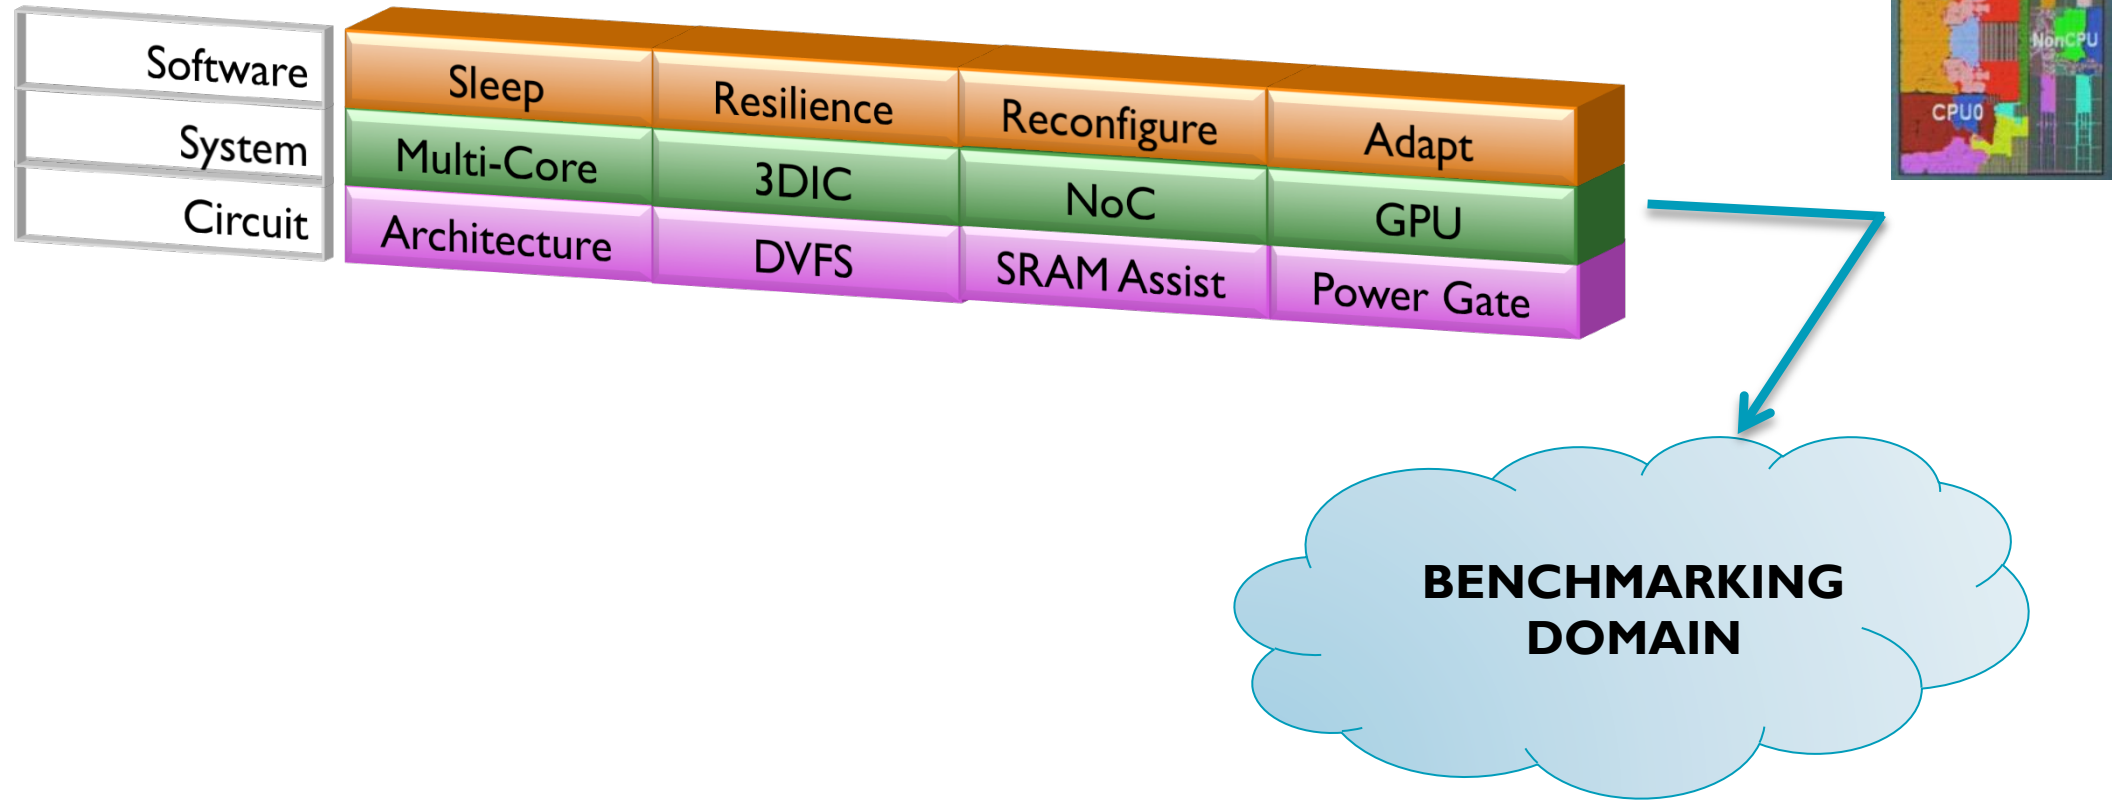 Software
Sleep
Resilience
Reconfigure
Adapt
System
Multi-Core
3DIC
NoC
GPU
Circuit
Architecture
DVFS
SRAM Assist
Power Gate
NonCPU
CPU0
BENCHMARKING
DOMAIN